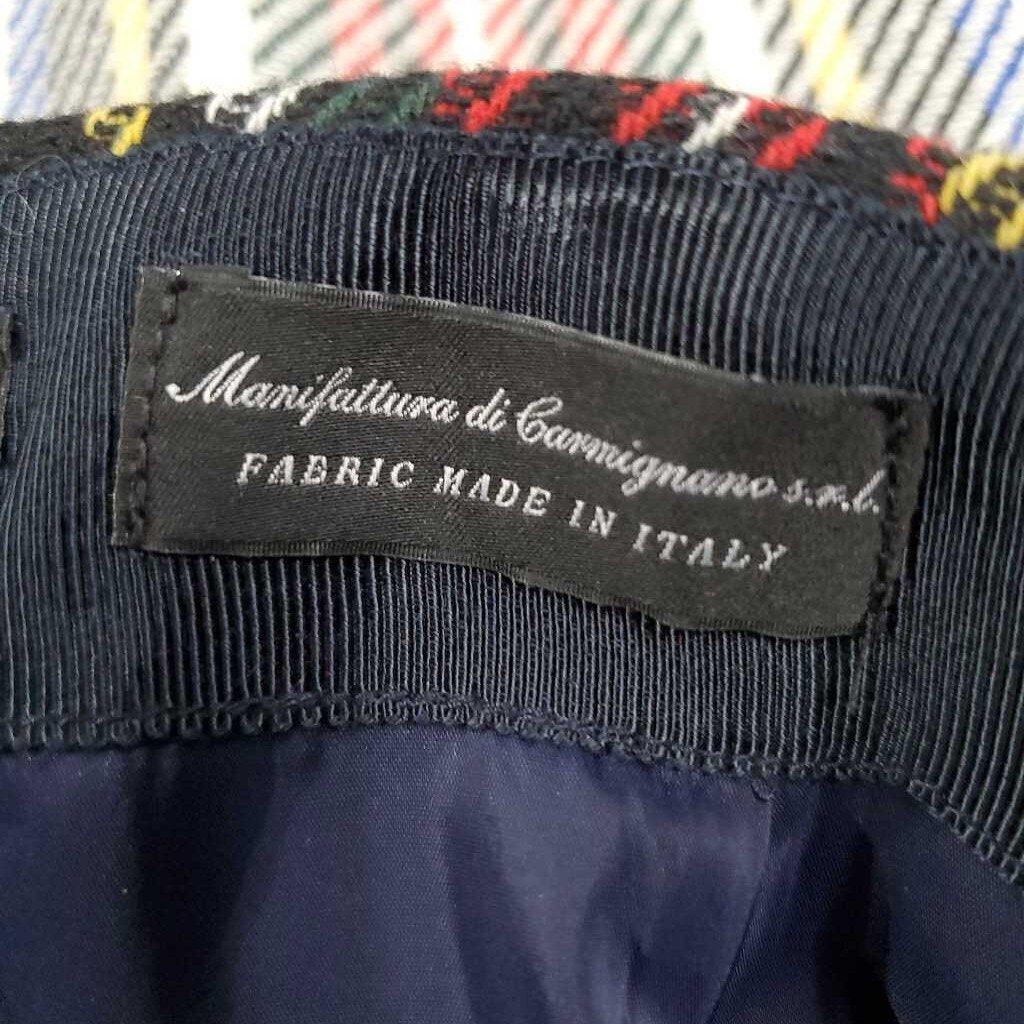 Manifattura di Carmignano s.r.l.
FABRIC MADE IN ITALY